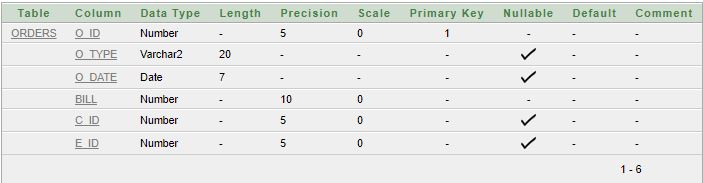 Table Column Data Type Length Precision Scale Primary Key Nullable Default Comment
ORDERS O_ID Number - 5 0 1 - - -
O_TYPE Varchar2 20 - - - ✓ - -
O_DATE Date 7 - - - ✓ - -
BILL Number - 10 0 - - - -
C_ID Number - 5 0 - ✓ - -
E_ID Number - 5 0 - ✓ - -
1 - 6